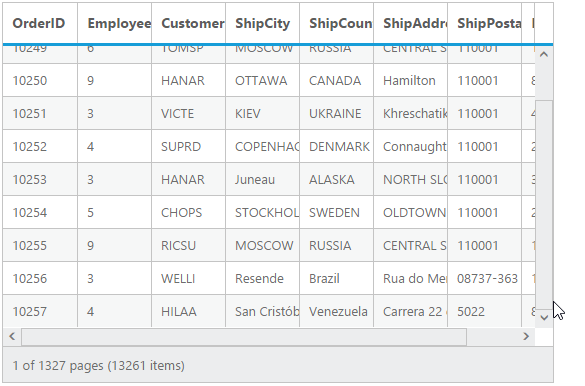 OrderID Employee Customer ShipCity ShipCoun ShipAddre ShipPosta
10249 6 TOMSP MOSCOW RUSSIA CENTRAL S 110001
10250 9 HANAR OTTAWA CANADA Hamilton 110001 8
10251 3 VICTE KIEV UKRAINE Khreschatik 110001 4
10252 4 SUPRD COPENHAG DENMARK Connaught 110001 2
10253 3 HANAR Juneau ALASKA NORTH SLO 110001 3
10254 5 CHOPS STOCKHOL SWEDEN OLDTOWN 110001 2
10255 9 RICSU MOSCOW RUSSIA CENTRAL S 110001 1
10256 3 WELLI Resende Brazil Rua do Mer 08737-363 1
10257 4 HILAA San Cristób Venezuela Carrera 22 5022 8
1 of 1327 pages (13261 items)